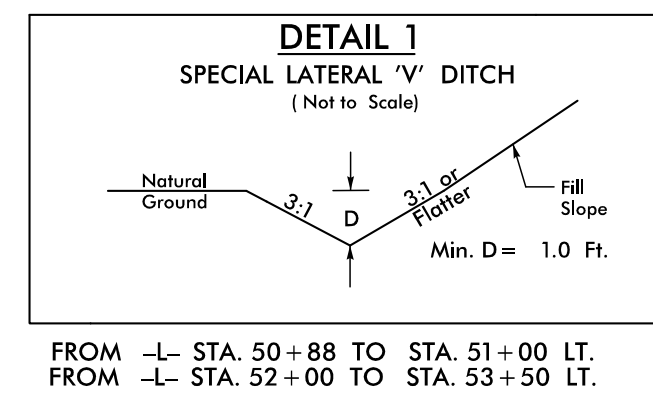 DETAIL 1
SPECIAL LATERAL 'V' DITCH
( Not to Scale)
Natural
Ground
3:1
D
3:1 or
Flatter
Fill
Slope
Min. D = 1.0 Ft.
FROM -L- STA. 50+88 TO STA. 51+00 LT.
FROM -L- STA. 52+00 TO STA. 53+50 LT.